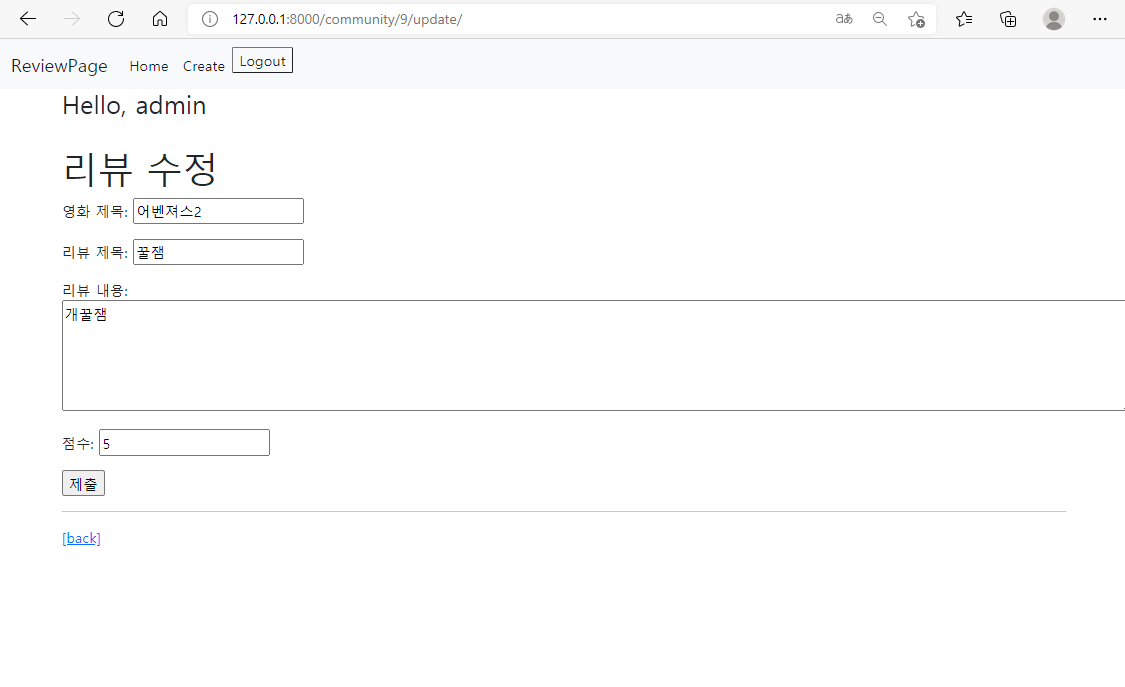 127.0.0.1:8000/community/9/update/
aあ
ReviewPage Home Create Logout
Hello, admin
리뷰 수정
영화 제목: 어벤져스2
리뷰 제목: 꿀잼
리뷰 내용:
개꿀잼
점수: 5
제출
[back]